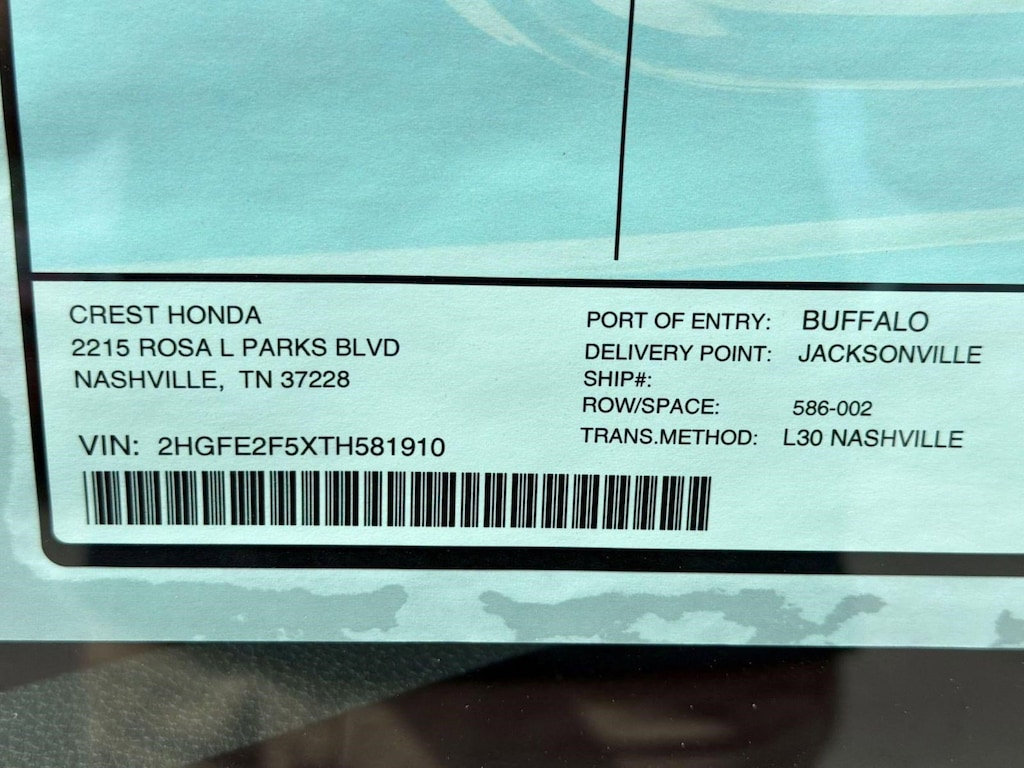 CREST HONDA
2215 ROSA L PARKS BLVD
NASHVILLE, TN 37228
VIN: 2HGFE2F5XTH581910
PORT OF ENTRY: BUFFALO
DELIVERY POINT: JACKSONVILLE
SHIP#:
ROW/SPACE: 586-002
TRANS.METHOD: L30 NASHVILLE